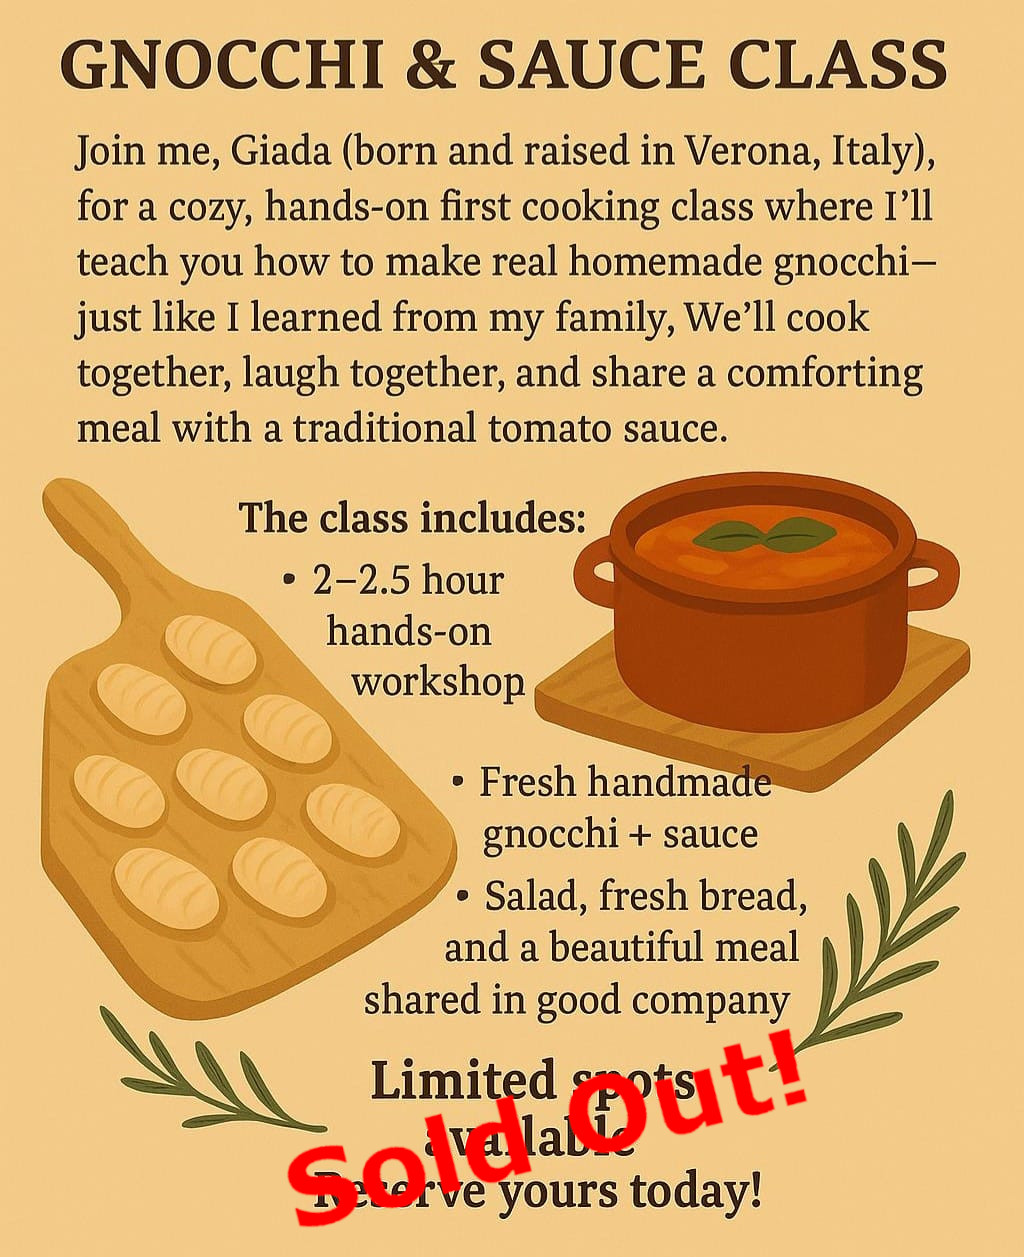 GNOCCHI & SAUCE CLASS
Join me, Giada (born and raised in Verona, Italy),
for a cozy, hands-on first cooking class where I’ll
teach you how to make real homemade gnocchi—
just like I learned from my family, We’ll cook
together, laugh together, and share a comforting
meal with a traditional tomato sauce.
The class includes:
• 2–2.5 hour
hands-on
workshop
• Fresh handmade
gnocchi + sauce
• Salad, fresh bread,
and a beautiful meal
shared in good company
Limited spots
available
Reserve yours today!
Sold Out!